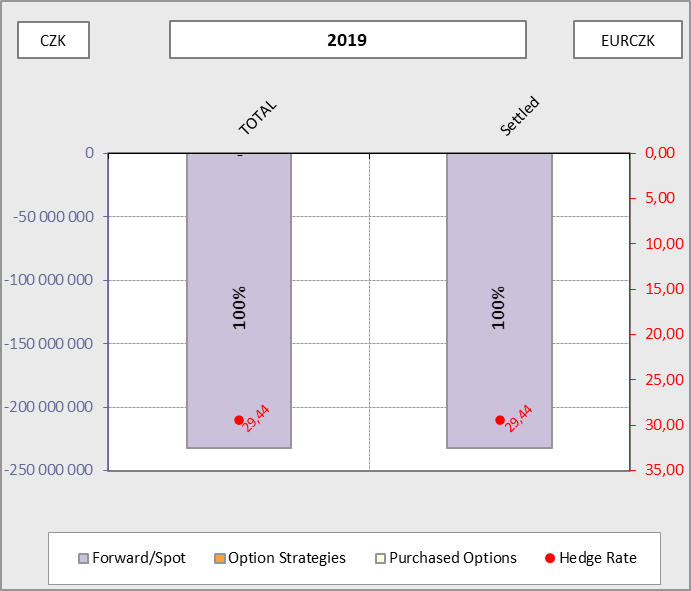 CZK
2019
EURCZK
TOTAL
Settled
0
0,00
-50 000 000
5,00
-100 000 000
10,00
-150 000 000
15,00
-200 000 000
20,00
-250 000 000
25,00
30,00
35,00
-
100%
100%
29,44
29,44
Forward/Spot
Option Strategies
Purchased Options
Hedge Rate